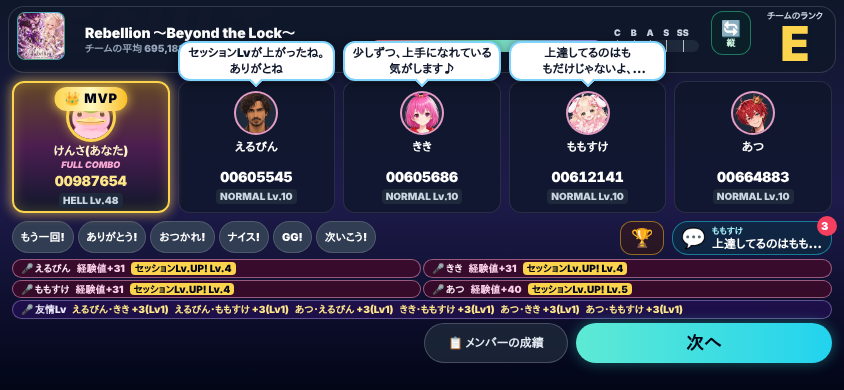 Rebellion 〜Beyond the Lock〜
チームの平均 695,18
C B A S SS
縦
チームのランク
E
セッションLvが上がったね。
ありがとね
少しずつ、上手になれている
気がします♪
上達してるのはも
もだけじゃないよ、...
👑 MVP
けんさ(あなた)
FULL COMBO
00987654
HELL Lv.48
えるびん
00605545
NORMAL Lv.10
きき
00605686
NORMAL Lv.10
ももすけ
00612141
NORMAL Lv.10
あつ
00664883
NORMAL Lv.10
もう一回!
ありがとう!
おつかれ!
ナイス!
GG!
次いこう!
ももすけ
上達してるのはもも...
3
えるびん 経験値+31 セッションLv.UP! Lv.4
きき 経験値+31 セッションLv.UP! Lv.4
ももすけ 経験値+31 セッションLv.UP! Lv.4
あつ 経験値+40 セッションLv.UP! Lv.5
友情Lv えるびん・きき +3(Lv1) えるびん・ももすけ +3(Lv1) あつ・えるびん +3(Lv1) きき・ももすけ +3(Lv1) あつ・きき +3(Lv1) あつ・ももすけ +3(Lv1)
メンバーの成績
次へ